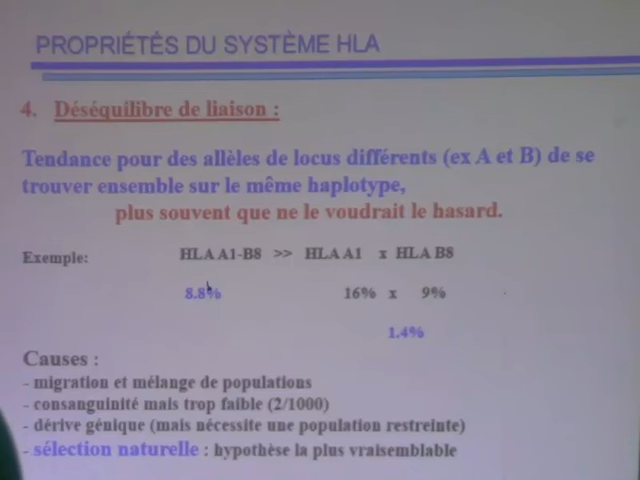 PROPRIÉTÉS DU SYSTÈME HLA
4. Déséquilibre de liaison :
Tendance pour des allèles de locus différents (ex A et B) de se
trouver ensemble sur le même haplotype,
plus souvent que ne le voudrait le hasard.
Exemple: HLA A1-B8 >> HLA A1 x HLA B8
8.8% 16% x 9%
1.4%
Causes :
- migration et mélange de populations
- consanguinité mais trop faible (2/1000)
- dérive génique (mais nécessite une population restreinte)
- sélection naturelle : hypothèse la plus vraisemblable